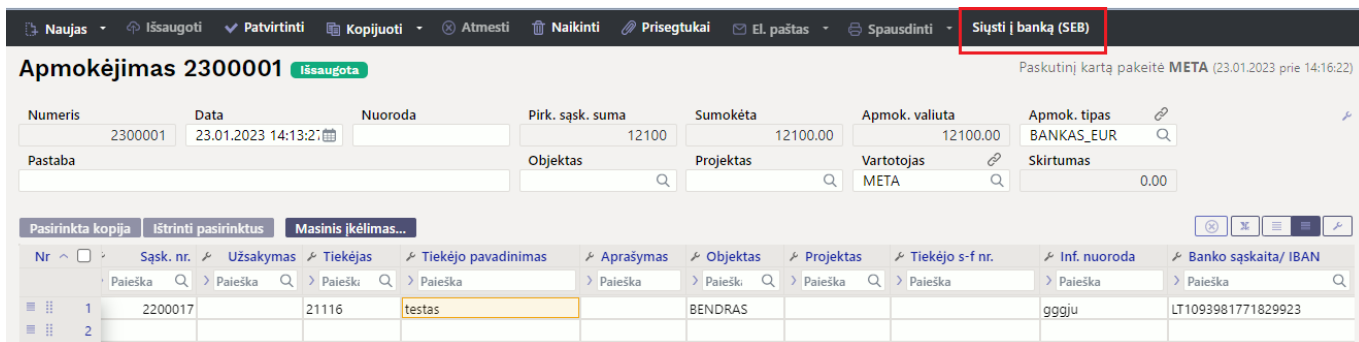 Naujas Išsaugoti Patvirtinti Kopijuoti Atmesti Naikinti Prisegtukai El. paštas Spausdinti Siųsti į banką (SEB)
Apmokėjimas 2300001 Išsaugota Paskutinį kartą pakeitė META (23.01.2023 prie 14:16:22)
Numeris Data Nuoroda Pirk. sąsk. suma Sumokėta Apmok. valiuta Apmok. tipas
2300001 23.01.2023 14:13:27 12100 12100.00 12100.00 BANKAS_EUR
Pastaba Objektas Projektas Vartotojas Skirtumas
META 0.00
Pasirinkta kopija Ištrinti pasirinktus Masinis įkėlimas...
Nr Sąsk. nr. Užsakymas Tiekėjas Tiekėjo pavadinimas Aprašymas Objektas Projektas Tiekėjo s-f nr. Inf. nuoroda Banko sąskaita/ IBAN
Paieška Paieška Paieška Paieška Paieška Paieška Paieška Paieška Paieška Paieška
1 2200017 21116 testas BENDRAS gggju LT1093981771829923
2